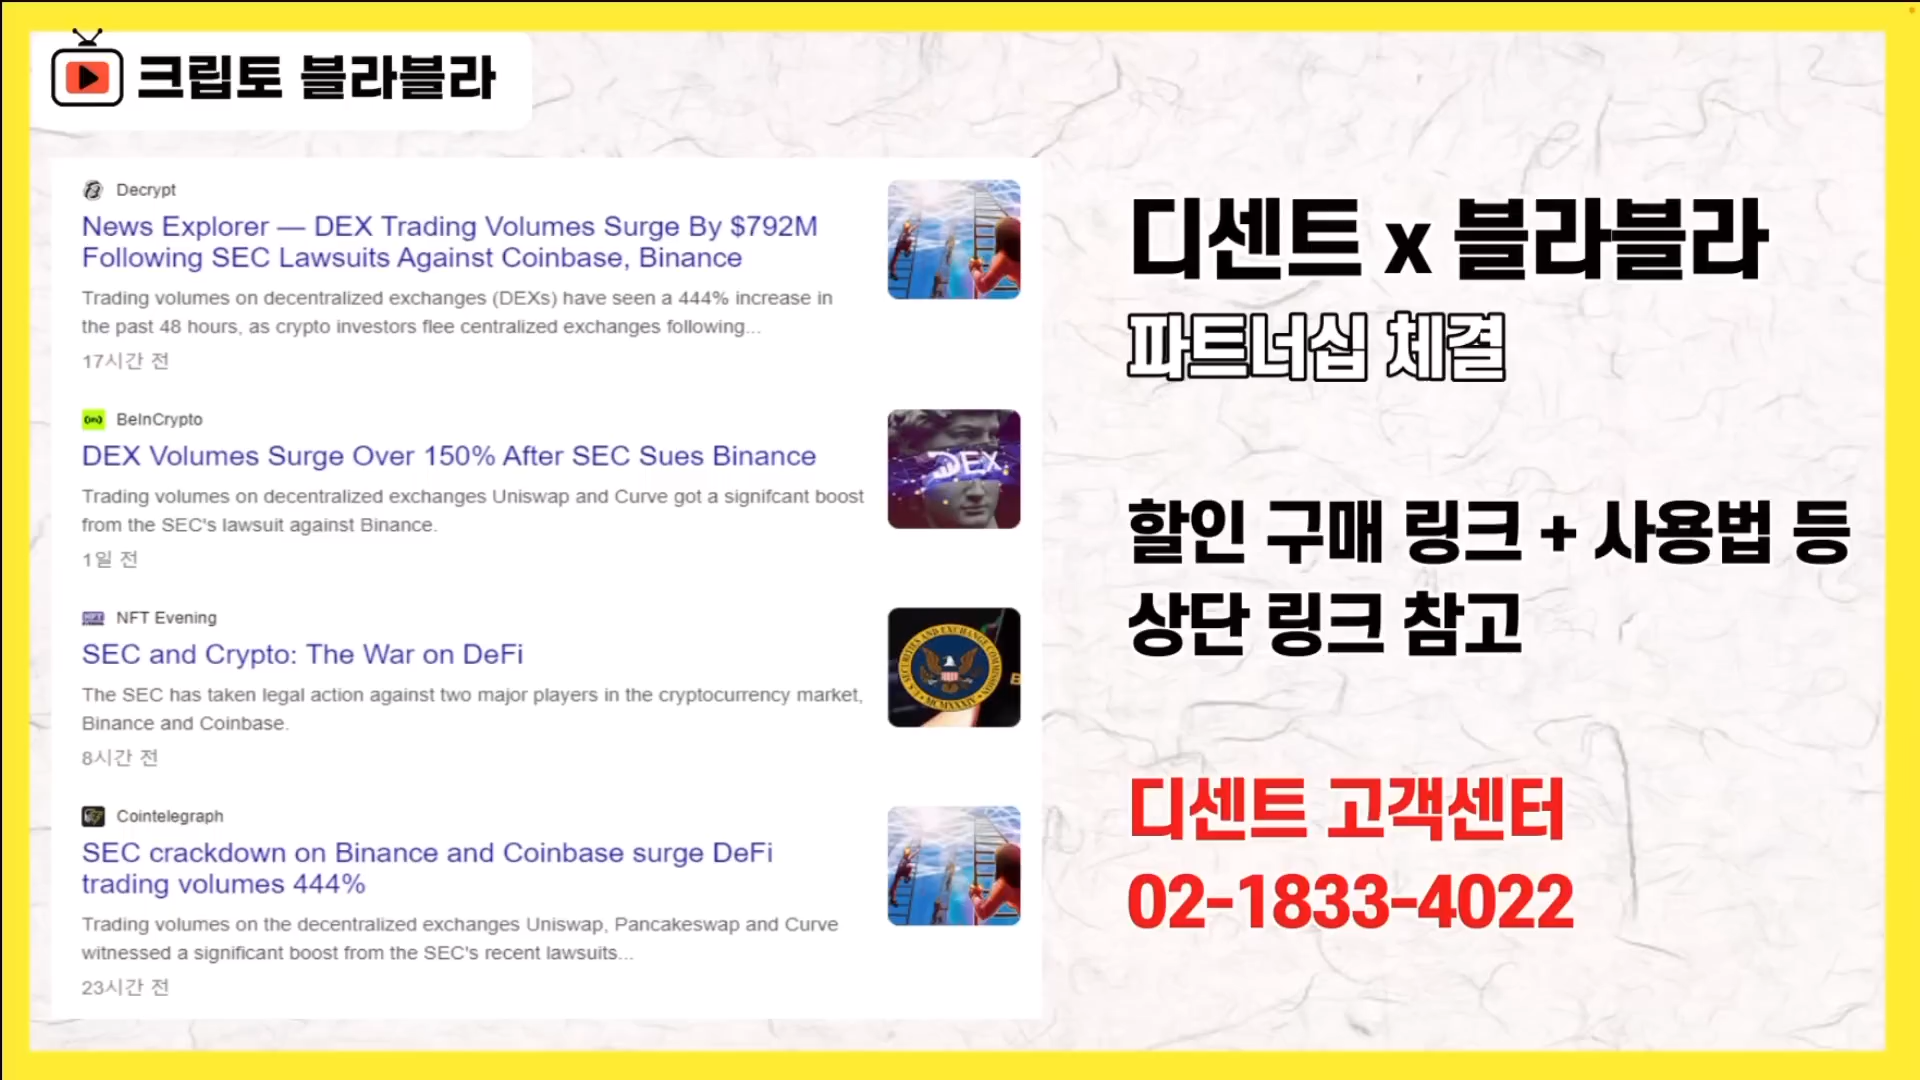 크립토 블라블라
Decrypt
News Explorer — DEX Trading Volumes Surge By $792M
Following SEC Lawsuits Against Coinbase, Binance
Trading volumes on decentralized exchanges (DEXs) have seen a 444% increase in
the past 48 hours, as crypto investors flee centralized exchanges following...
17시간 전
BeInCrypto
DEX Volumes Surge Over 150% After SEC Sues Binance
Trading volumes on decentralized exchanges Uniswap and Curve got a signifcant boost
from the SEC's lawsuit against Binance.
1일 전
DEX
NFT Evening
SEC and Crypto: The War on DeFi
The SEC has taken legal action against two major players in the cryptocurrency market,
Binance and Coinbase.
8시간 전
Cointelegraph
SEC crackdown on Binance and Coinbase surge DeFi
trading volumes 444%
Trading volumes on the decentralized exchanges Uniswap, Pancakeswap and Curve
witnessed a significant boost from the SEC's recent lawsuits...
23시간 전
디센트 x 블라블라
파트너십 체결
할인 구매 링크 + 사용법 등
상단 링크 참고
디센트 고객센터
02-1833-4022